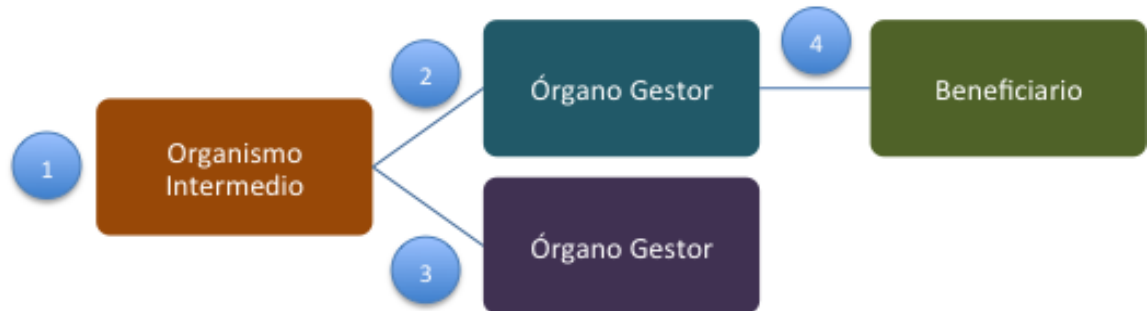 1
Organismo
Intermedio
2
Órgano Gestor
3
Órgano Gestor
4
Beneficiario